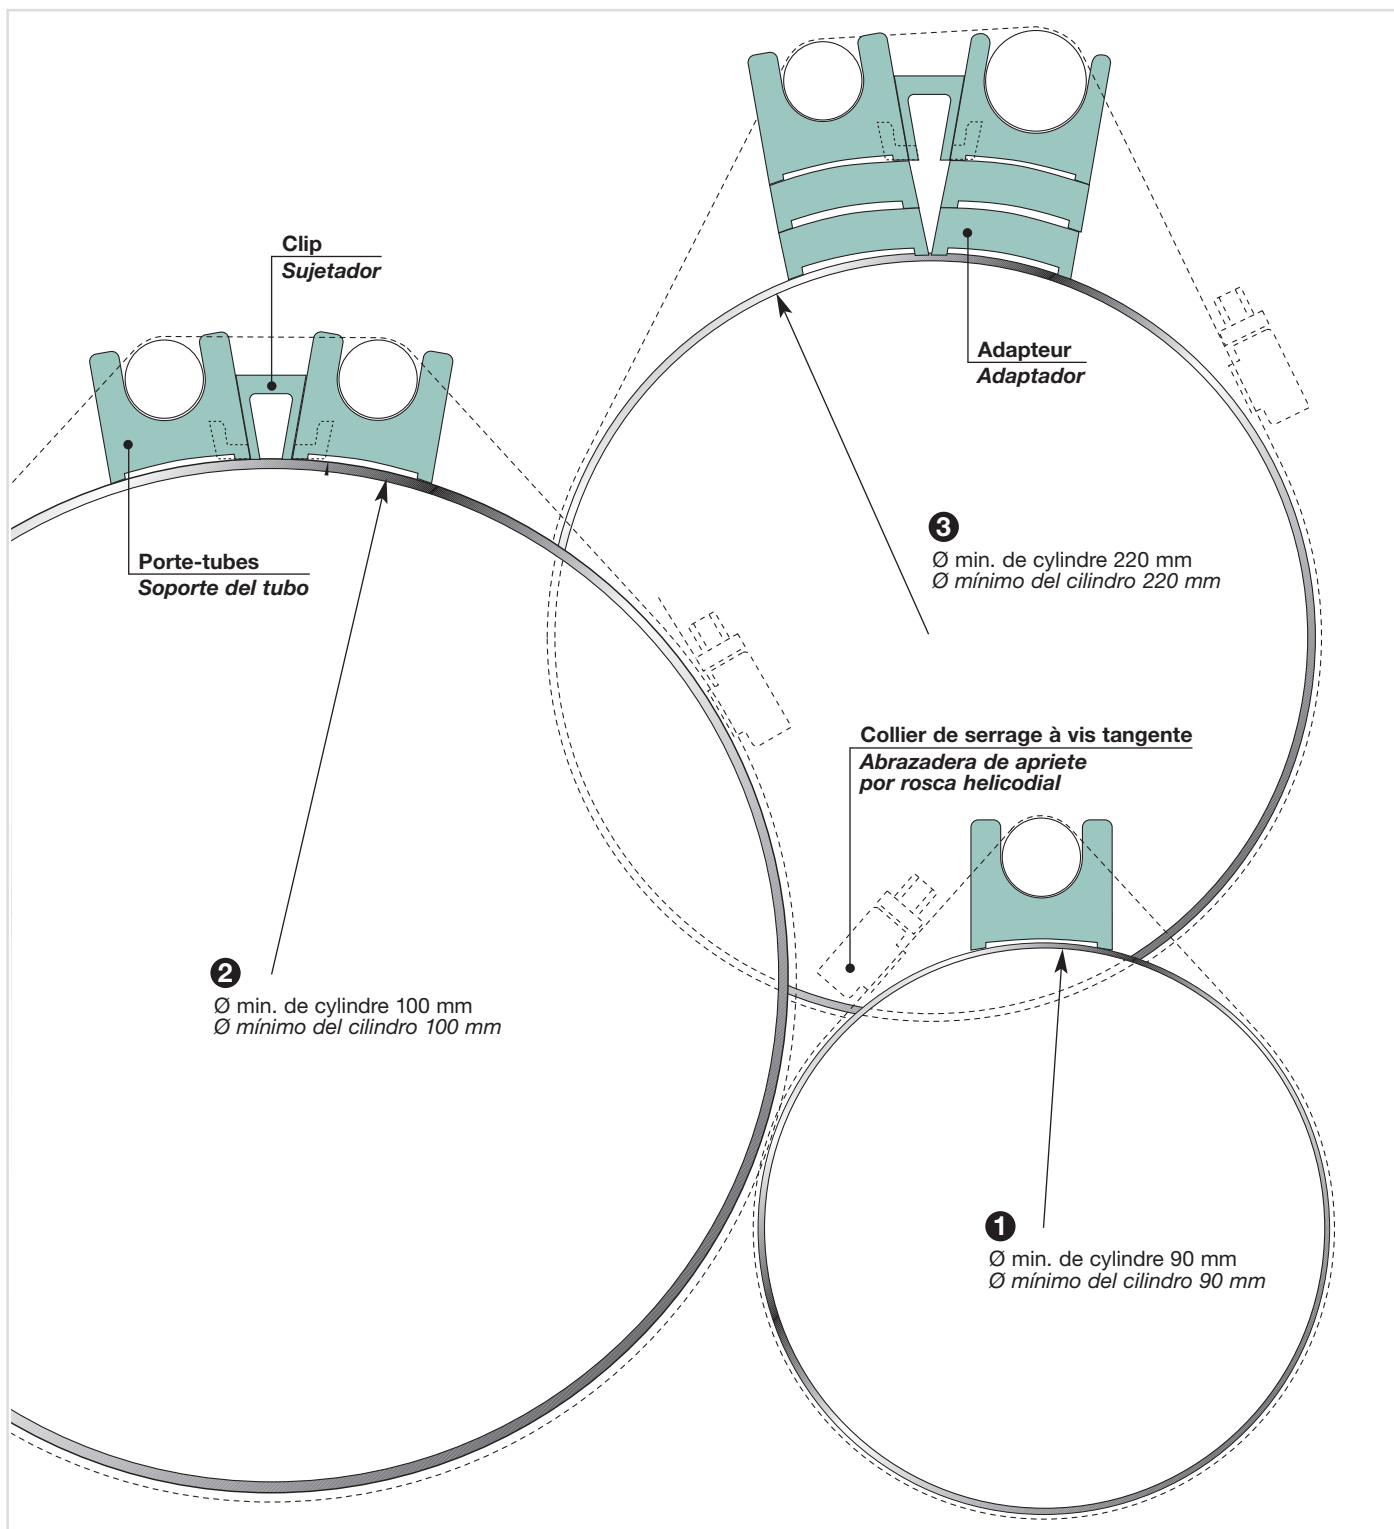 Clip
Sujetador
Adapteur
Adaptador
Porte-tubes
Soporte del tubo
3
Ø min. de cylindre 220 mm
Ø mínimo del cilindro 220 mm
Collier de serrage à vis tangente
Abrazadera de apriete
por rosca helicodial
2
Ø min. de cylindre 100 mm
Ø mínimo del cilindro 100 mm
1
Ø min. de cylindre 90 mm
Ø mínimo del cilindro 90 mm